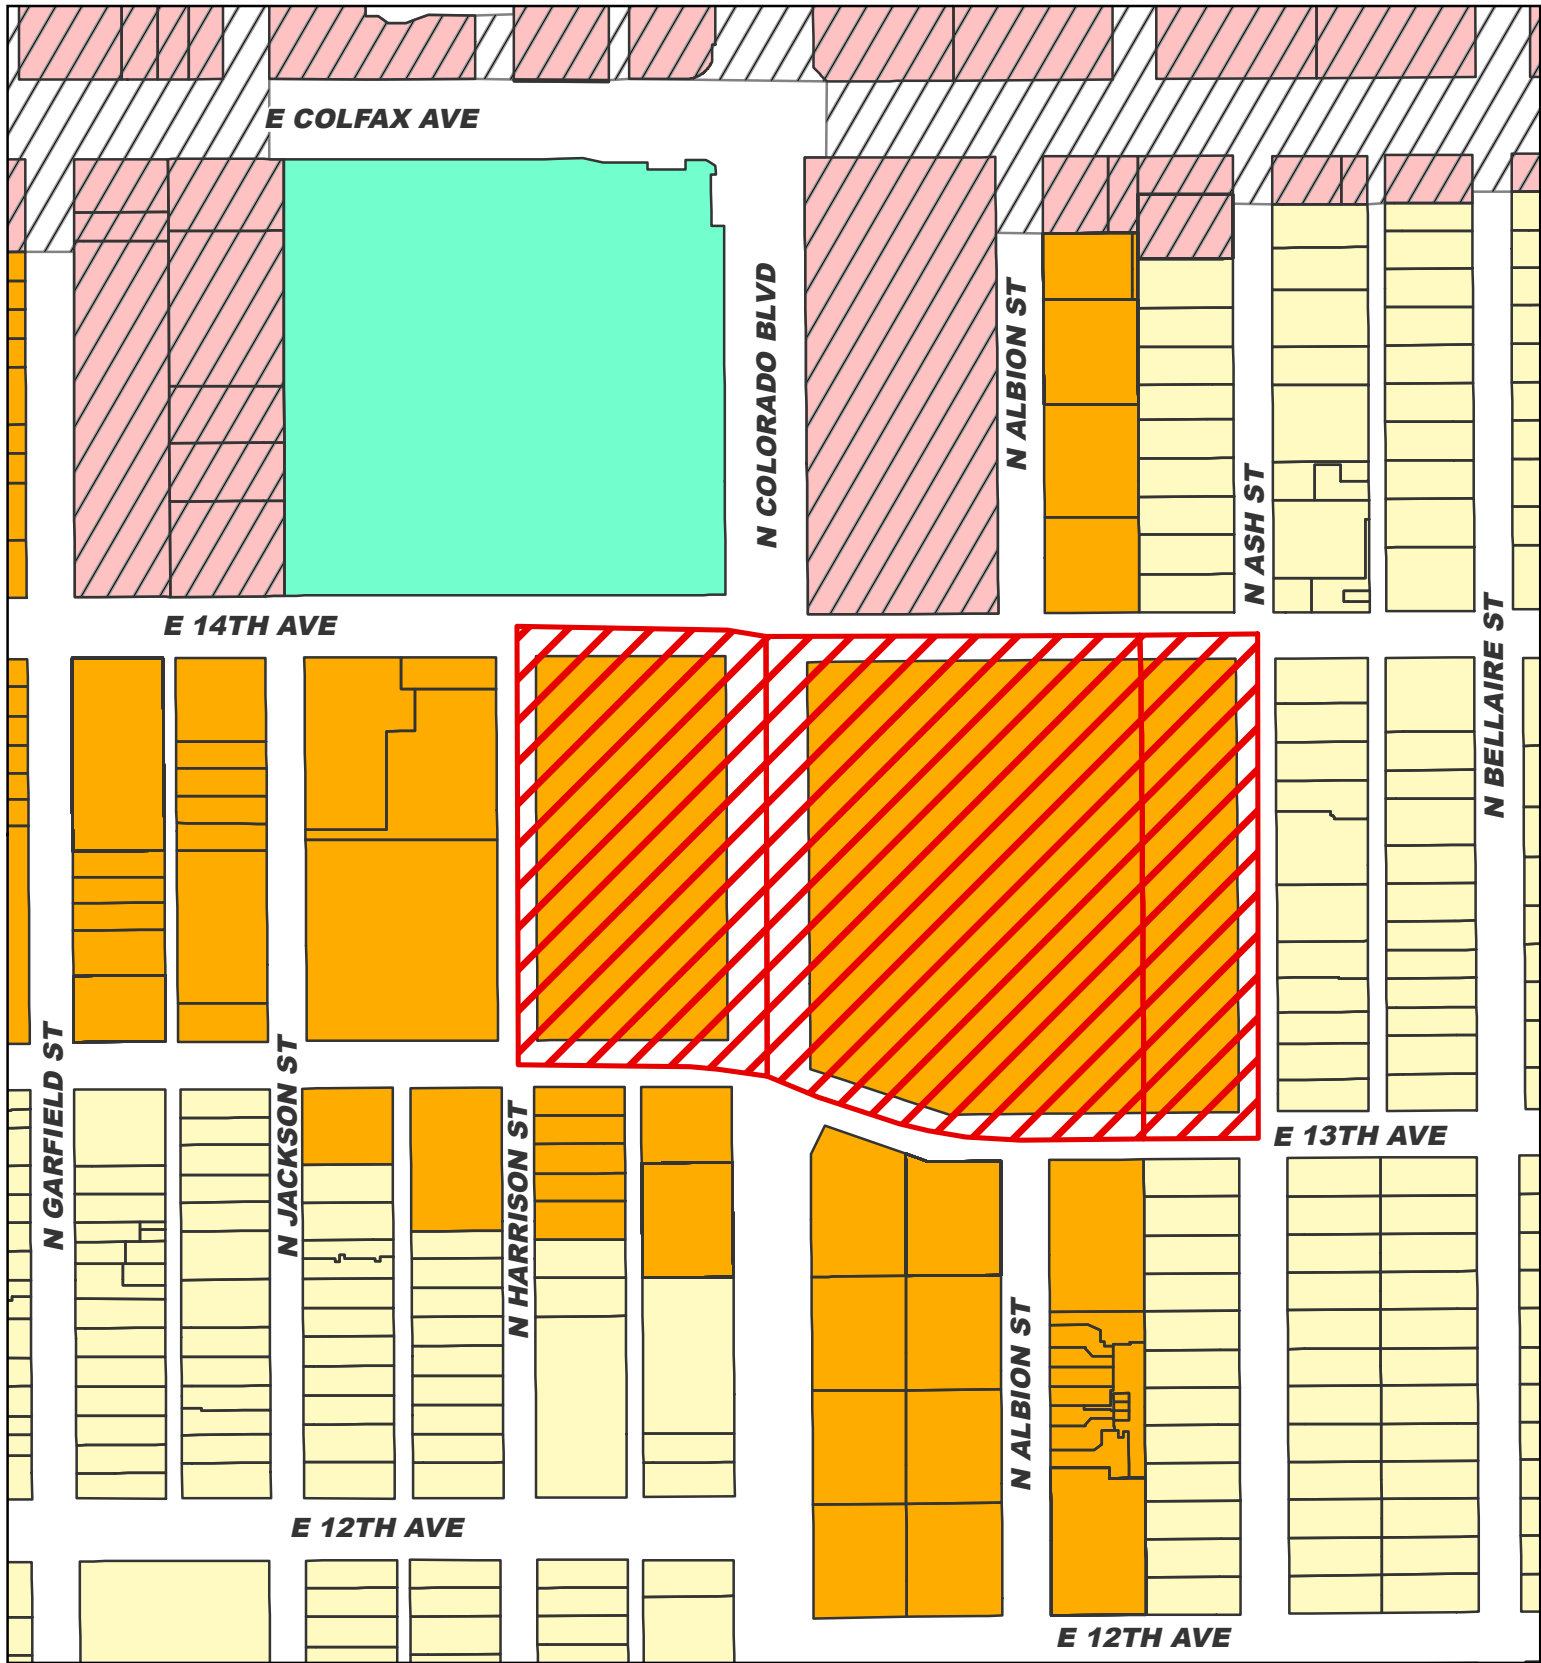 E COLFAX AVE
N COLORADO BLVD
N ALBION ST
N ASH ST
N BELLAIRE ST
E 14TH AVE
N GARFIELD ST
N JACKSON ST
N HARRISON ST
E 13TH AVE
N ALBION ST
E 12TH AVE
E 12TH AVE